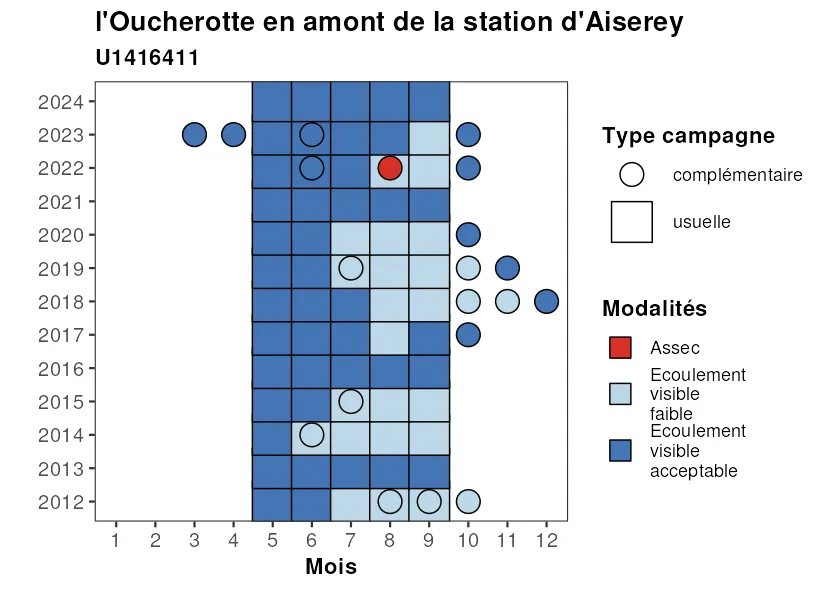 l'Oucherotte en amont de la station d'Aiserey
U1416411
2024
2023
2022
2021
2020
2019
2018
2017
2016
2015
2014
2013
2012
1 2 3 4 5 6 7 8 9 10 11 12
Mois
Type campagne
complémentaire
usuelle
Modalités
Assec
Ecoulement
visible
faible
Ecoulement
visible
acceptable